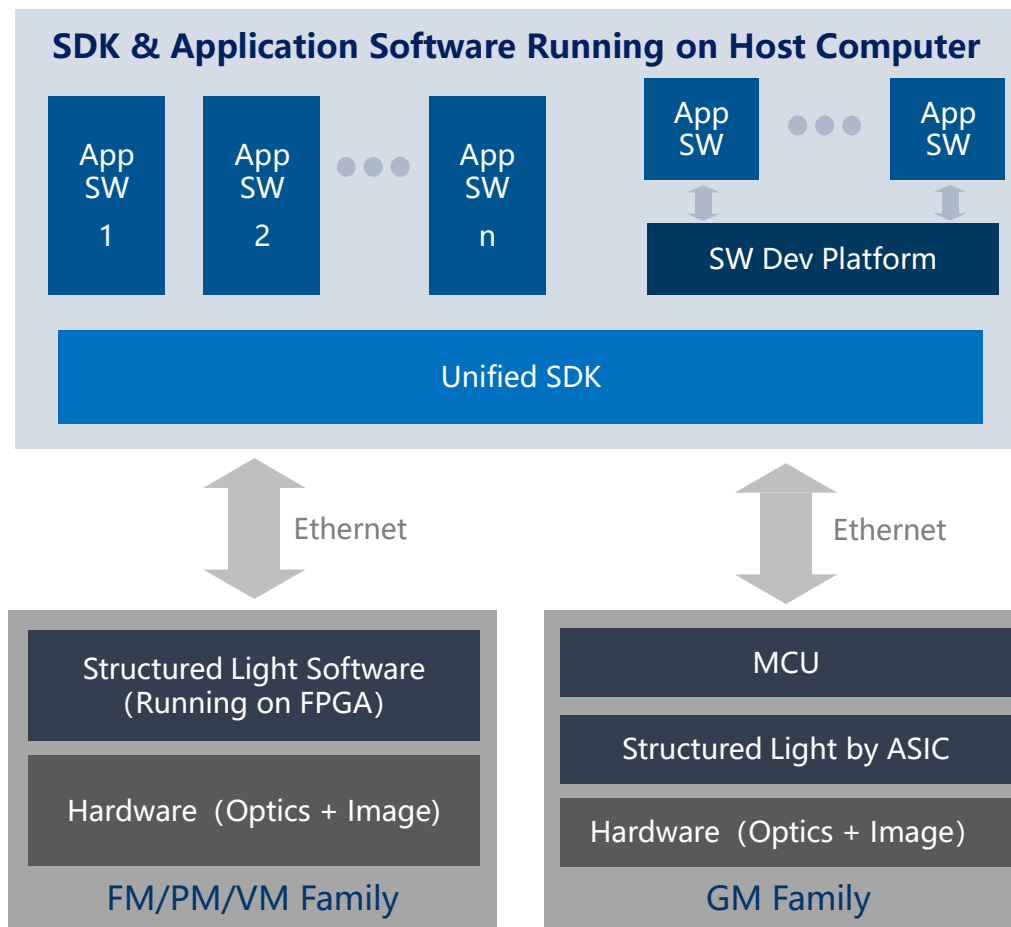 SDK & Application Software Running on Host Computer
App
SW
1
App
SW
2
App
SW
n
App
SW
App
SW
SW Dev Platform
Unified SDK
Ethernet
Ethernet
Structured Light Software
（Running on FPGA）
Hardware（Optics + Image)
FM/PM/VM Family
MCU
Structured Light by ASIC
Hardware（Optics + Image）
GM Family